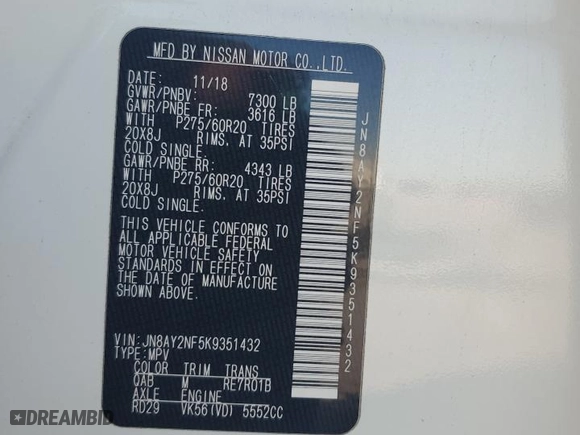 MFD BY NISSAN MOTOR CO.,LTD.
DATE: 11/18
GVWR/PNBV: 7300 LB
GAWR/PNBE FR: 3616 LB
WITH P275/60R20 TIRES
20X8J RIMS, AT 35PSI
COLD SINGLE.
GAWR/PNBE RR: 4343 LB
WITH P275/60R20 TIRES
20X8J RIMS, AT 35PSI
COLD SINGLE.
THIS VEHICLE CONFORMS TO
ALL APPLICABLE FEDERAL
MOTOR VEHICLE SAFETY
STANDARDS IN EFFECT ON
THE DATE OF MANUFACTURE
SHOWN ABOVE.
VIN: JN8AY2NF5K9351432
TYPE: MPV
COLOR TRIM TRANS
QAB M RE7R01B
AXLE ENGINE
RD29 VK56(VD) 5552CC
JN8AY2NF5K9351432
DREAMBID